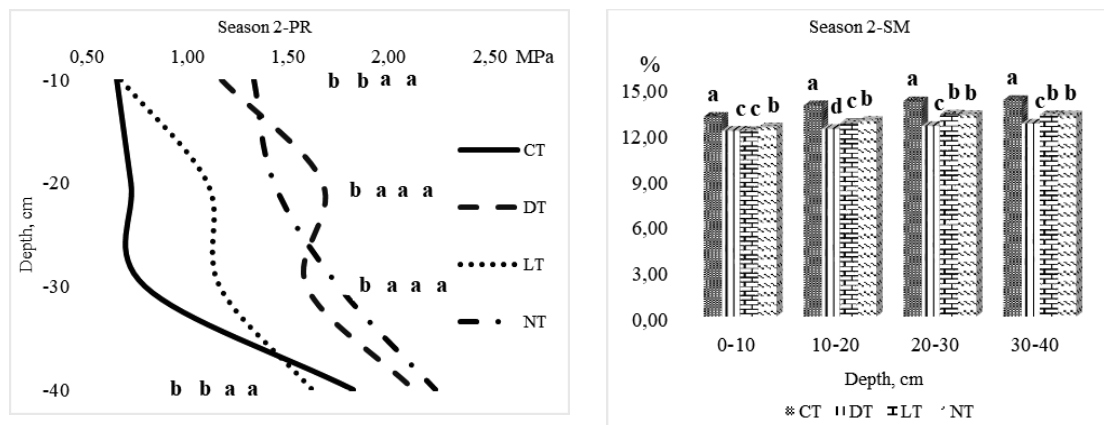 Season 2-PR
0,50 1,00 1,50 2,00 2,50 MPa
-10
-20
-30
-40
Depth, cm
b b a a
b a a a
b a a a
b b a a
CT
DT
LT
NT
Season 2-SM
%
15,00
12,00
9,00
6,00
3,00
0,00
a c c b
a d c b
a c b b
a c b b
0-10 10-20 20-30 30-40
Depth, cm
CT DT LT NT